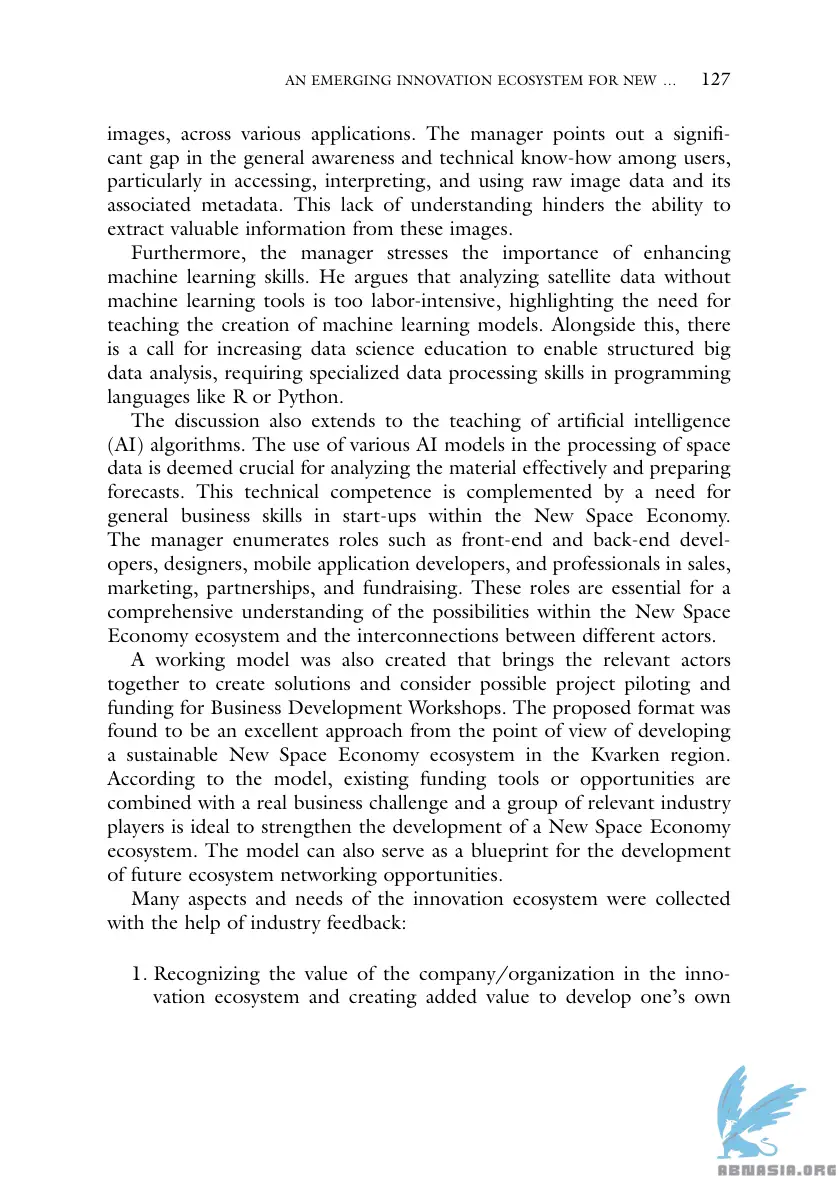 AN EMERGING INNOVATION ECOSYSTEM FOR NEW … 127
images, across various applications. The manager points out a signifi-
cant gap in the general awareness and technical know-how among users,
particularly in accessing, interpreting, and using raw image data and its
associated metadata. This lack of understanding hinders the ability to
extract valuable information from these images.
Furthermore, the manager stresses the importance of enhancing
machine learning skills. He argues that analyzing satellite data without
machine learning tools is too labor-intensive, highlighting the need for
teaching the creation of machine learning models. Alongside this, there
is a call for increasing data science education to enable structured big
data analysis, requiring specialized data processing skills in programming
languages like R or Python.
The discussion also extends to the teaching of artificial intelligence
(AI) algorithms. The use of various AI models in the processing of space
data is deemed crucial for analyzing the material effectively and preparing
forecasts. This technical competence is complemented by a need for
general business skills in start-ups within the New Space Economy.
The manager enumerates roles such as front-end and back-end devel-
opers, designers, mobile application developers, and professionals in sales,
marketing, partnerships, and fundraising. These roles are essential for a
comprehensive understanding of the possibilities within the New Space
Economy ecosystem and the interconnections between different actors.
A working model was also created that brings the relevant actors
together to create solutions and consider possible project piloting and
funding for Business Development Workshops. The proposed format was
found to be an excellent approach from the point of view of developing
a sustainable New Space Economy ecosystem in the Kvarken region.
According to the model, existing funding tools or opportunities are
combined with a real business challenge and a group of relevant industry
players is ideal to strengthen the development of a New Space Economy
ecosystem. The model can also serve as a blueprint for the development
of future ecosystem networking opportunities.
Many aspects and needs of the innovation ecosystem were collected
with the help of industry feedback:
1. Recognizing the value of the company/organization in the inno-
vation ecosystem and creating added value to develop one’s own
ABNASIA.ORG